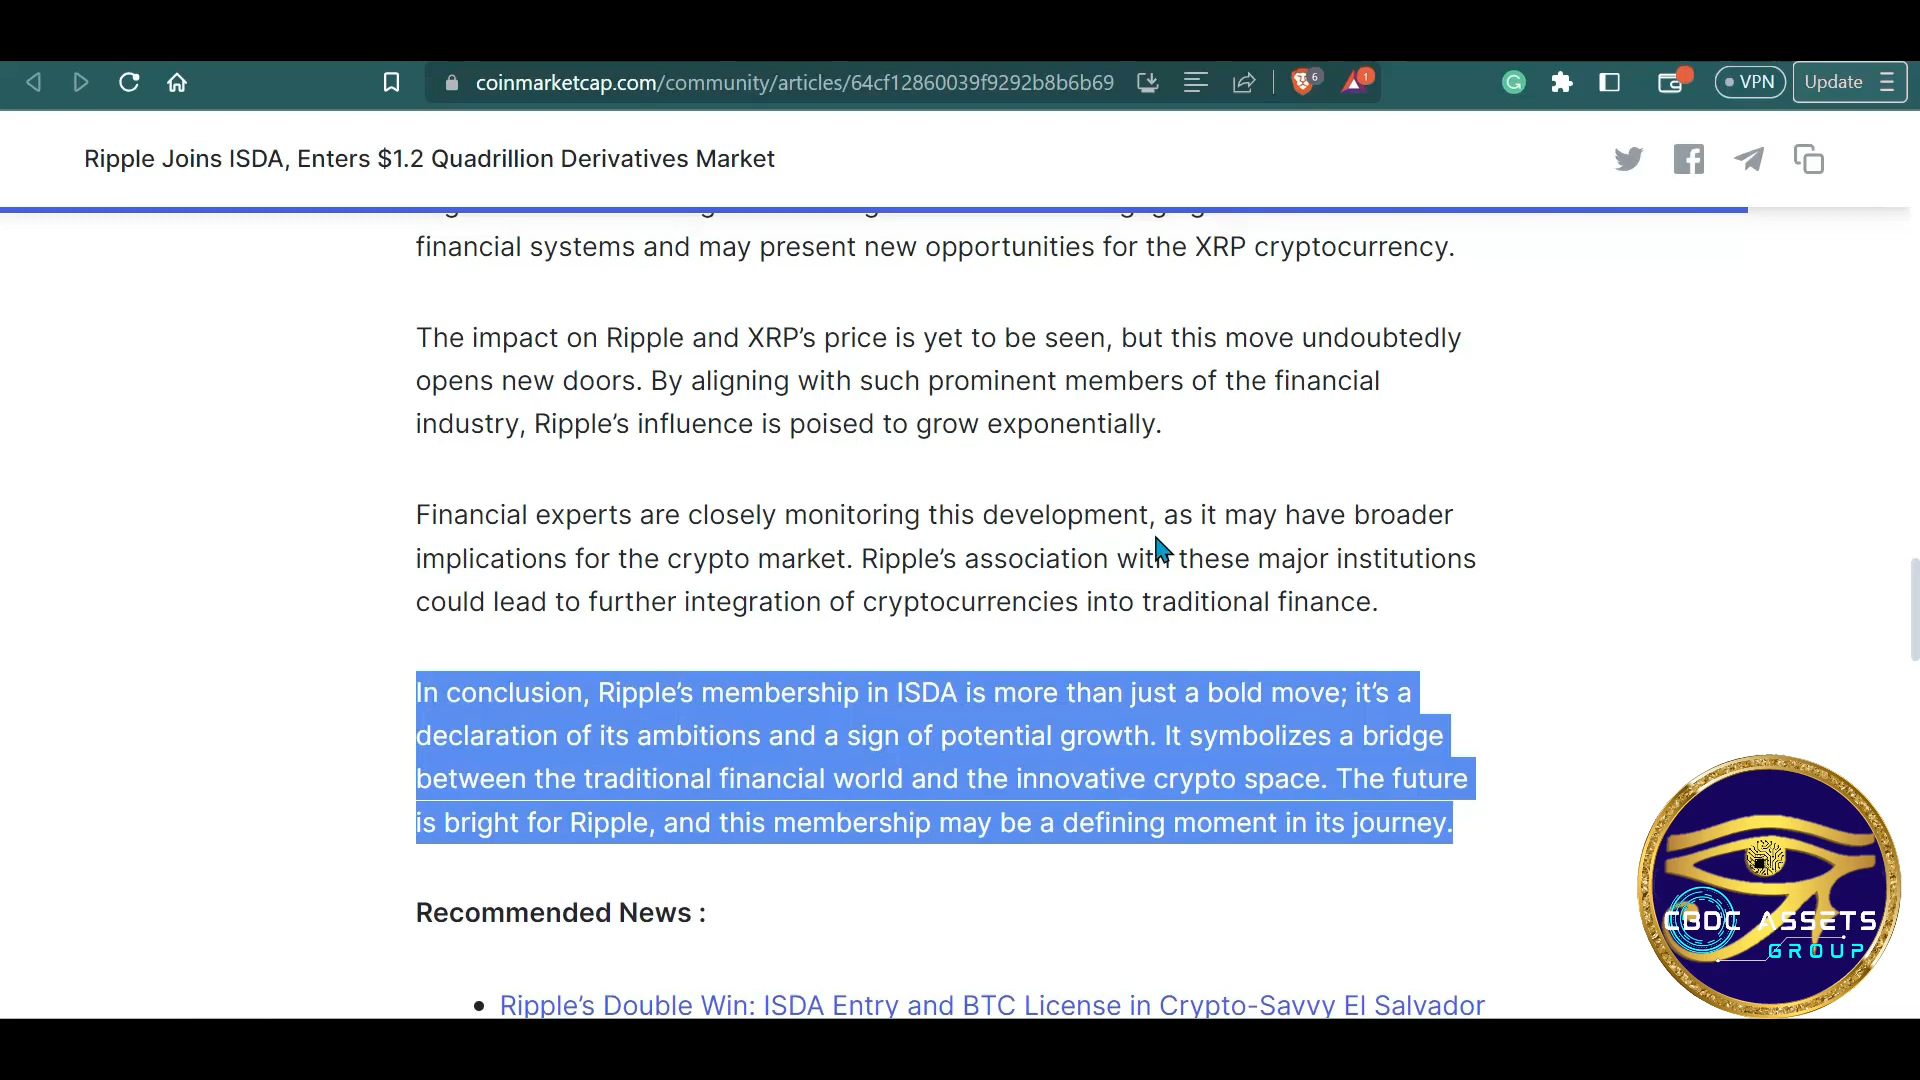 coinmarketcap.com/community/articles/64cf12860039f9292b8b6b69
6
1
VPN
Update
Ripple Joins ISDA, Enters $1.2 Quadrillion Derivatives Market
financial systems and may present new opportunities for the XRP cryptocurrency.
The impact on Ripple and XRP’s price is yet to be seen, but this move undoubtedly
opens new doors. By aligning with such prominent members of the financial
industry, Ripple’s influence is poised to grow exponentially.
Financial experts are closely monitoring this development, as it may have broader
implications for the crypto market. Ripple’s association with these major institutions
could lead to further integration of cryptocurrencies into traditional finance.
In conclusion, Ripple’s membership in ISDA is more than just a bold move; it’s a
declaration of its ambitions and a sign of potential growth. It symbolizes a bridge
between the traditional financial world and the innovative crypto space. The future
is bright for Ripple, and this membership may be a defining moment in its journey.
Recommended News :
Ripple’s Double Win: ISDA Entry and BTC License in Crypto-Savvy El Salvador
CBDC ASSETS
GROUP